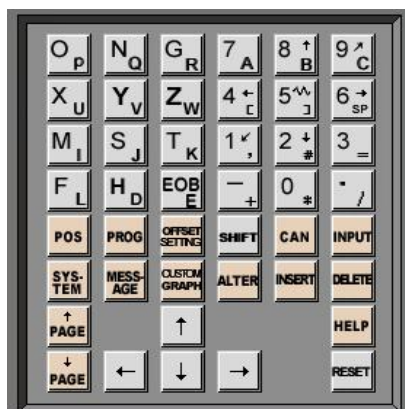 O P N Q G R 7 A 8 ↑ B 9 ↗ C
X U Y V Z W 4 ← [ 5 ] 6 → SP
M I S J T K 1 ↙ , 2 ↓ # 3 =
F L H D EOB E − + 0 * . /
POS PROG OFFSET SETTING SHIFT CAN INPUT
SYS-TEM MESS-AGE CUSTOM GRAPH ALTER INSERT DELETE
↑ PAGE ↑ HELP
↓ PAGE ← ↓ → RESET